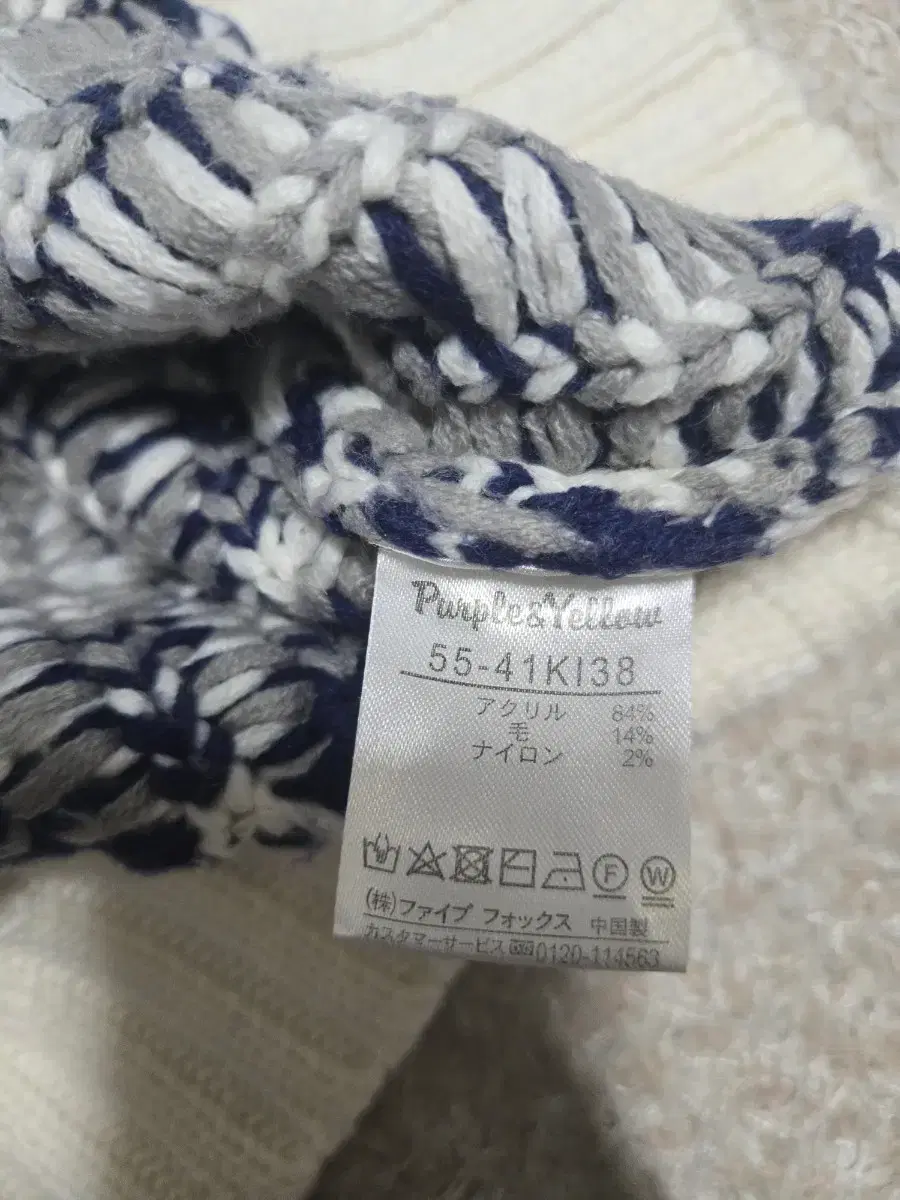 Purple&Yellow
55-41KI38
アクリル 84%
毛 14%
ナイロン 2%
F W
(株)ファイブ フォックス 中国製
カスタマーサービス 0120-114563